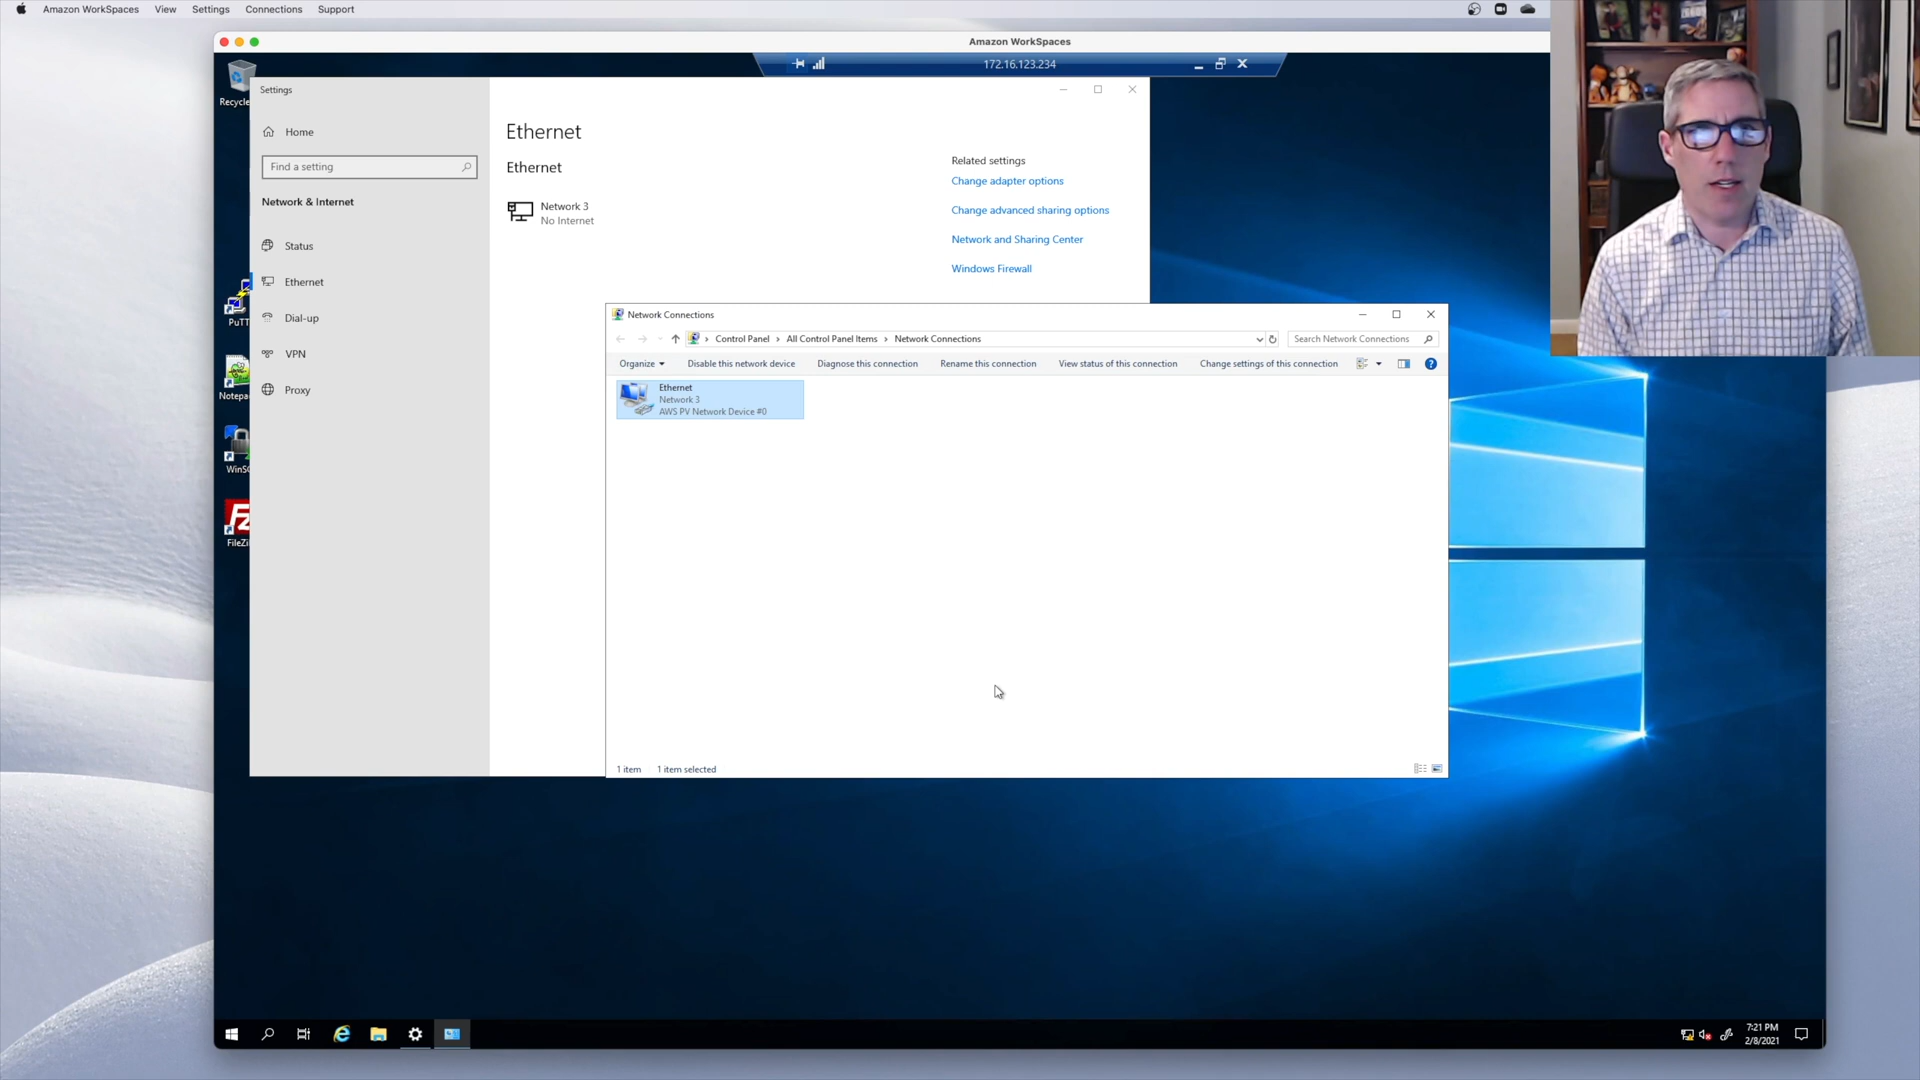 Amazon WorkSpaces View Settings Connections Support
Amazon WorkSpaces
172.16.123.234
Recycle
Settings
Home
Find a setting
Network & Internet
Status
Ethernet
Dial-up
VPN
Proxy
PuTT
Notepa
WinSC
FileZi
Ethernet
Ethernet
Network 3
No Internet
Related settings
Change adapter options
Change advanced sharing options
Network and Sharing Center
Windows Firewall
Network Connections
Control Panel › All Control Panel Items › Network Connections
Search Network Connections
Organize Disable this network device Diagnose this connection Rename this connection View status of this connection Change settings of this connection
Ethernet
Network 3
AWS PV Network Device #0
1 item 1 item selected
7:21 PM
2/8/2021